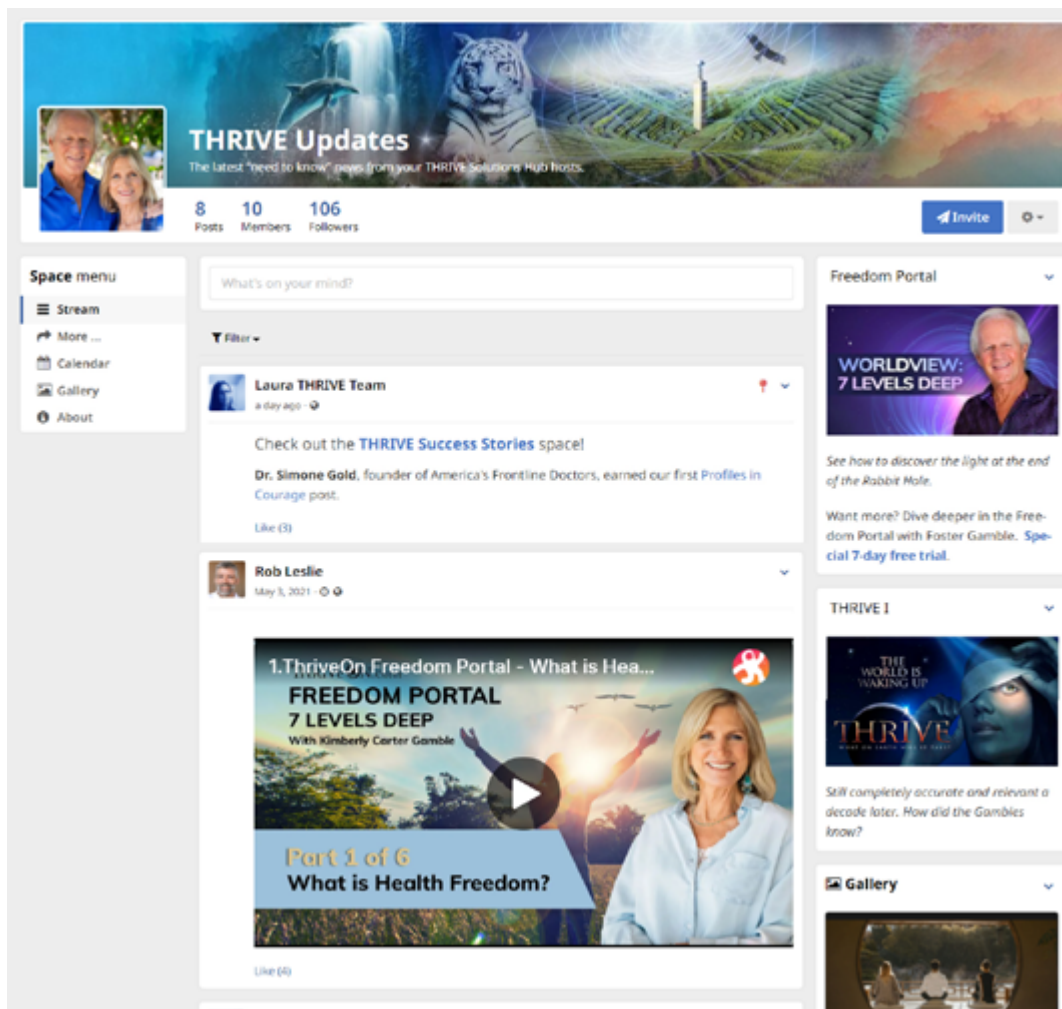 THRIVE Updates
The latest "need to know" news from your THRIVE Solutions Hub hosts.
8
Posts
10
Members
106
Followers
Invite
Space menu
Stream
More ...
Calendar
Gallery
About
What's on your mind?
Filter
Laura THRIVE Team
a day ago ·
Check out the THRIVE Success Stories space!
Dr. Simone Gold, founder of America's Frontline Doctors, earned our first Profiles in
Courage post.
Like (3)
Rob Leslie
May 3, 2021 ·
1.ThriveOn Freedom Portal - What is Hea...
FREEDOM PORTAL
7 LEVELS DEEP
With Kimberly Carter Gamble
Part 1 of 6
What is Health Freedom?
Like (4)
Freedom Portal
WORLDVIEW:
7 LEVELS DEEP
See how to discover the light at the end
of the Rabbit Hole.
Want more? Dive deeper in the Free-
dom Portal with Foster Gamble. Spe-
cial 7-day free trial.
THRIVE I
THE
WORLD IS
WAKING UP
THRIVE
WHAT ON EARTH WILL IT TAKE?
Still completely accurate and relevant a
decade later. How did the Gambles
know?
Gallery